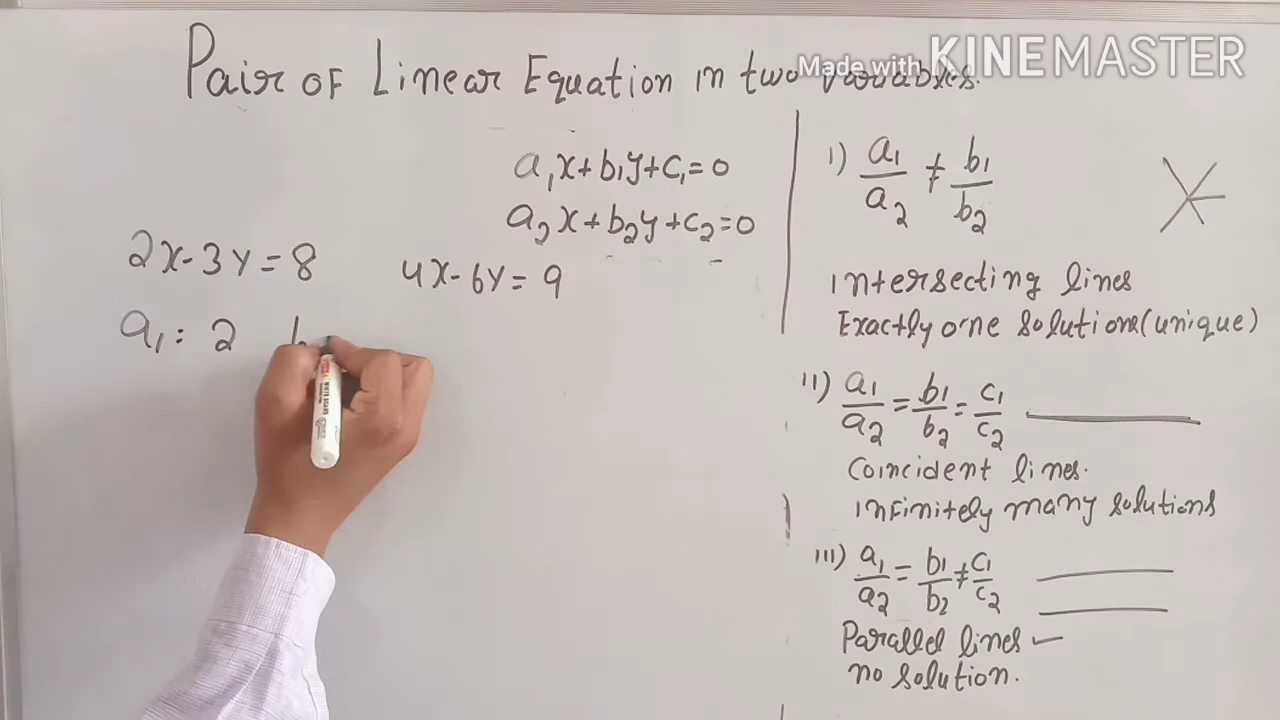 Made with KINEMASTER
Pair of Linear Equation in two variables.
a₁x+b₁y+c₁=0
a₂x+b₂y+c₂=0
2x-3y=8 4x-6y=9
a₁: 2 b
i) a₁/a₂ ≠ b₁/b₂
Intersecting lines
Exactly one solution (unique)
ii) a₁/a₂ = b₁/b₂ = c₁/c₂
Coincident lines.
Infinitely many solutions
iii) a₁/a₂ = b₁/b₂ ≠ c₁/c₂
Parallel lines
no solution.